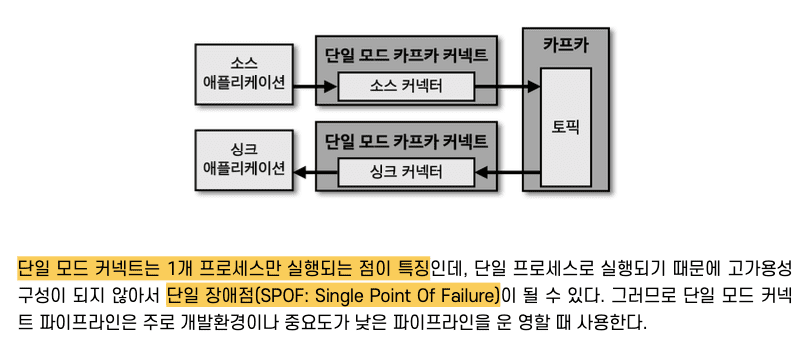 소스
애플리케이션
단일 모드 카프카 커넥트
소스 커넥터
카프카
토픽
싱크
애플리케이션
단일 모드 카프카 커넥트
싱크 커넥터
단일 모드 커넥트는 1개 프로세스만 실행되는 점이 특징인데, 단일 프로세스로 실행되기 때문에 고가용성
구성이 되지 않아서 단일 장애점(SPOF: Single Point Of Failure)이 될 수 있다. 그러므로 단일 모드 커넥
트 파이프라인은 주로 개발환경이나 중요도가 낮은 파이프라인을 운 영할 때 사용한다.